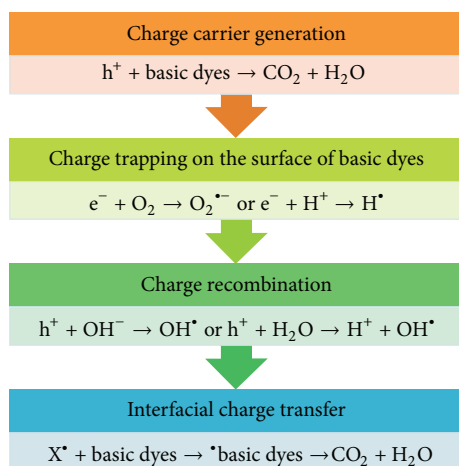 Charge carrier generation
h⁺ + basic dyes → CO₂ + H₂O
Charge trapping on the surface of basic dyes
e⁻ + O₂ → O₂•⁻ or e⁻ + H⁺ → H•
Charge recombination
h⁺ + OH⁻ → OH• or h⁺ + H₂O → H⁺ + OH•
Interfacial charge transfer
X• + basic dyes → •basic dyes →CO₂ + H₂O